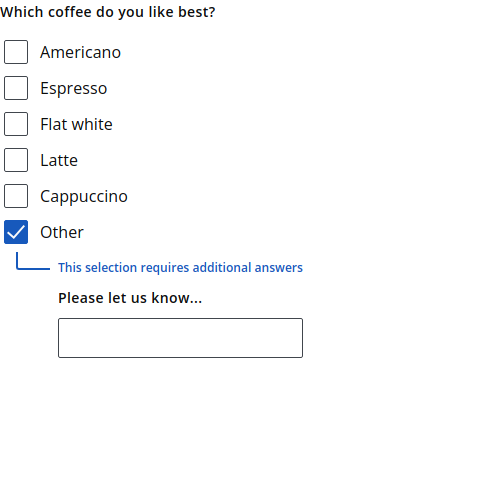 Which coffee do you like best?
Americano
Espresso
Flat white
Latte
Cappuccino
Other
This selection requires additional answers
Please let us know...